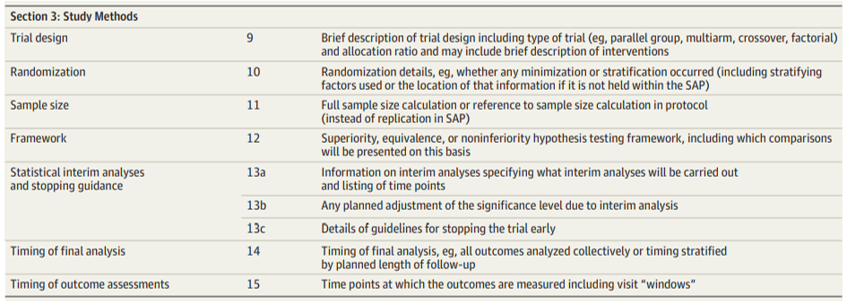 Section 3: Study Methods
Trial design 9 Brief description of trial design including type of trial (eg, parallel group, multiarm, crossover, factorial)
and allocation ratio and may include brief description of interventions
Randomization 10 Randomization details, eg, whether any minimization or stratification occurred (including stratifying
factors used or the location of that information if it is not held within the SAP)
Sample size 11 Full sample size calculation or reference to sample size calculation in protocol
(instead of replication in SAP)
Framework 12 Superiority, equivalence, or noninferiority hypothesis testing framework, including which comparisons
will be presented on this basis
Statistical interim analyses 13a Information on interim analyses specifying what interim analyses will be carried out
and stopping guidance and listing of time points
13b Any planned adjustment of the significance level due to interim analysis
13c Details of guidelines for stopping the trial early
Timing of final analysis 14 Timing of final analysis, eg, all outcomes analyzed collectively or timing stratified
by planned length of follow-up
Timing of outcome assessments 15 Time points at which the outcomes are measured including visit "windows"